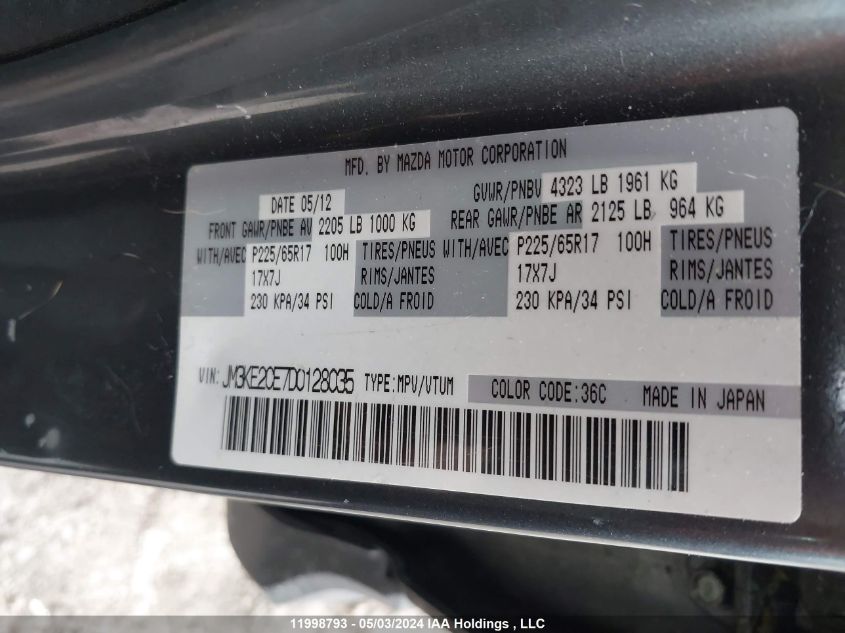 MFD. BY MAZDA MOTOR CORPORATION
DATE 05/12 GVWR/PNBV 4323 LB 1961 KG
FRONT GAWR/PNBE AV 2205 LB 1000 KG REAR GAWR/PNBE AR 2125 LB 964 KG
WITH/AVEC P225/65R17 100H TIRES/PNEUS WITH/AVEC P225/65R17 100H TIRES/PNEUS
17X7J RIMS/JANTES 17X7J RIMS/JANTES
230 KPA/34 PSI COLD/A FROID 230 KPA/34 PSI COLD/A FROID
VIN: JM3KE2CE7D0128035 TYPE:MPV/VTUM COLOR CODE:36C MADE IN JAPAN
11998793 - 05/03/2024 IAA Holdings , LLC